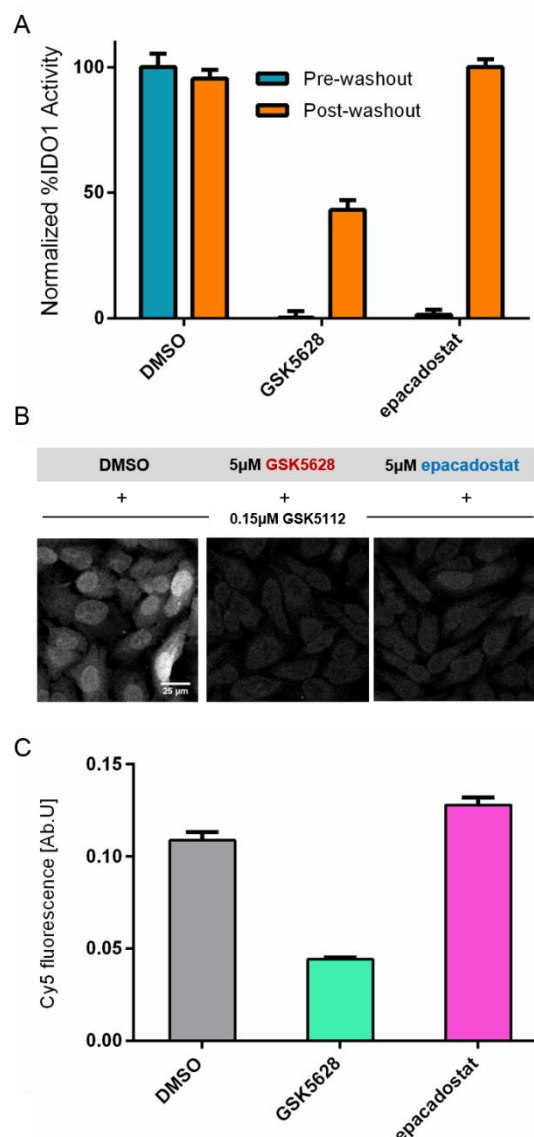 A
Normalized %IDO1 Activity
100
50
0
Pre-washout
Post-washout
DMSO
GSK5628
epacadostat
B
DMSO 5µM GSK5628 5µM epacadostat
+ + +
0.15µM GSK5112
25 µm
C
Cy5 fluorescence [Ab.U]
0.15
0.10
0.05
0.00
DMSO
GSK5628
epacadostat